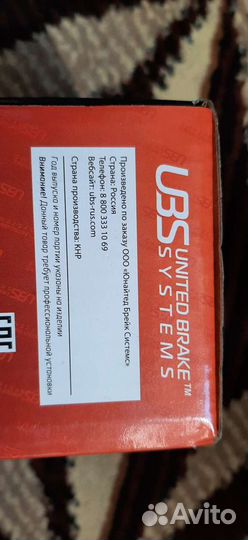 UBS UNITED BRAKE™
SYSTEMS
Произведено по заказу ООО «Юнайтед Брейк Системс»
Страна: Россия
Телефон: 8 800 333 10 69
Вебсайт: ubs-rus.com
Страна производства: КНР
Год выпуска и номер партии указаны на изделии
Внимание! Данный товар требует профессиональной установки
EAC
Avito